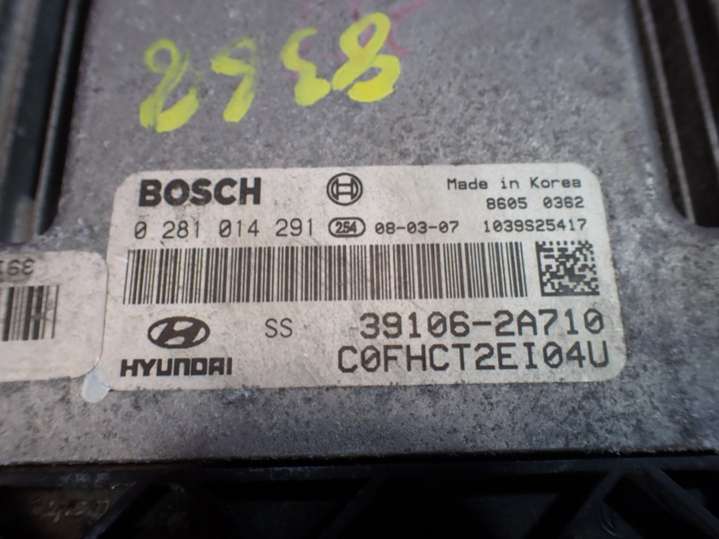 BOSCH
Made in Korea
8605 0362
0 281 014 291 254 08-03-07 1039S25417
SS 39106-2A710
HYUNDAI C0FHCT2EI04U